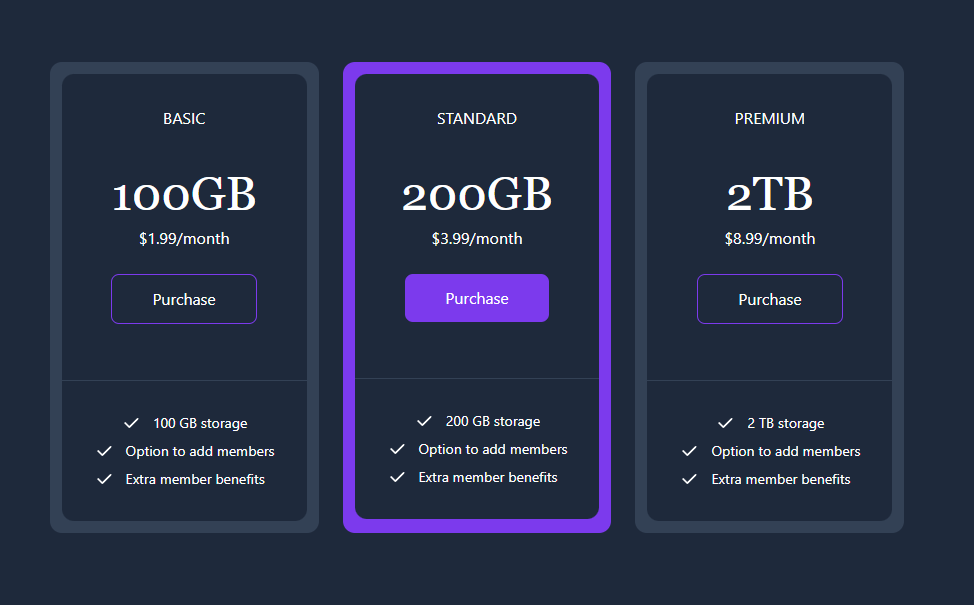 BASIC
100GB
$1.99/month
Purchase
100 GB storage
Option to add members
Extra member benefits
STANDARD
200GB
$3.99/month
Purchase
200 GB storage
Option to add members
Extra member benefits
PREMIUM
2TB
$8.99/month
Purchase
2 TB storage
Option to add members
Extra member benefits